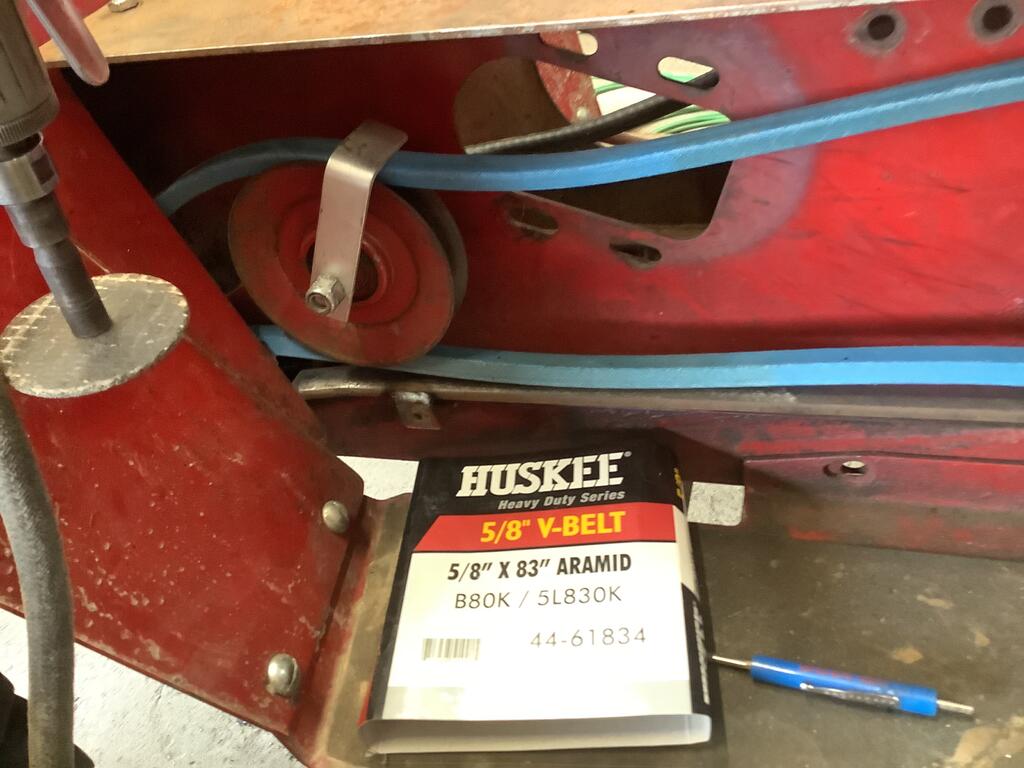 HUSKEE®
Heavy Duty Series
5/8" V-BELT
5/8" X 83" ARAMID
B80K / 5L830K
44-61834